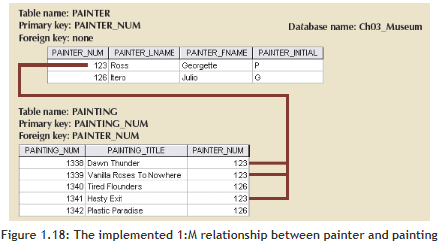 Table name: PAINTER
Primary key: PAINTER_NUM
Foreign key: none
Database name: Ch03_Museum
PAINTER_NUM PAINTER_LNAME PAINTER_FNAME PAINTER_INITIAL
123 Ross Georgette P
126 Itero Julio G
Table name: PAINTING
Primary key: PAINTING_NUM
Foreign key: PAINTER_NUM
PAINTING_NUM PAINTING_TITLE PAINTER_NUM
1338 Dawn Thunder 123
1339 Vanilla Roses To Nowhere 123
1340 Tired Flounders 126
1341 Hasty Exit 123
1342 Plastic Paradise 126
Figure 1.18: The implemented 1:M relationship between painter and painting